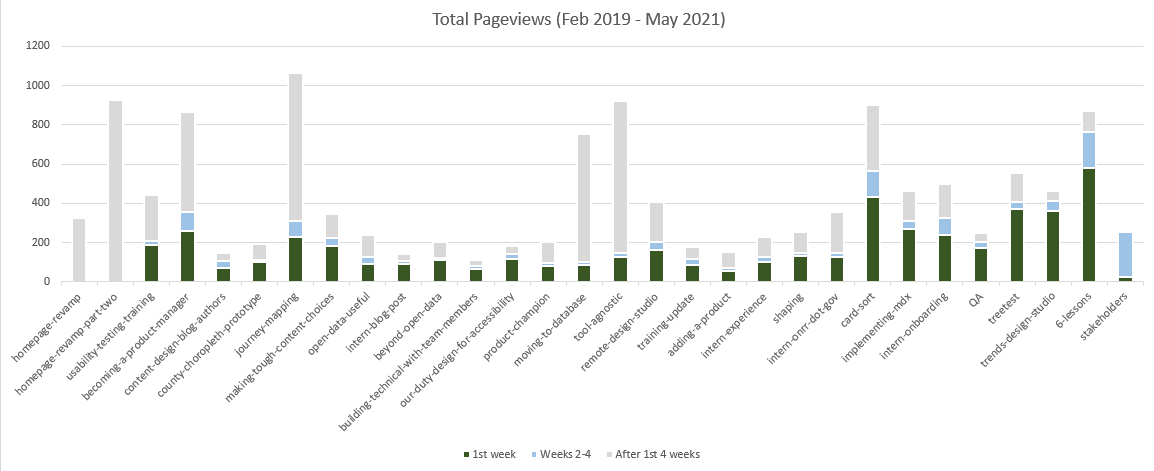 Total Pageviews (Feb 2019 - May 2021)
1200
1000
800
600
400
200
0
homepage-revamp
homepage-revamp-part-two
usability-testing-training
becoming-a-product-manager
content-design-blog-authors
county-choropleth-prototype
journey-mapping
making-tough-content-choices
open-data-useful
intern-blog-post
beyond-open-data
building-technical-with-team-members
our-duty-design-for-accessibility
product-champion
moving-to-database
tool-agnostic
remote-design-studio
training-update
adding-a-product
intern-experience
shaping
intern-onrr-dot-gov
card-sort
implementing-mdx
intern-onboarding
QA
treetest
trends-design-studio
6-lessons
stakeholders
1st week
Weeks 2-4
After 1st 4 weeks